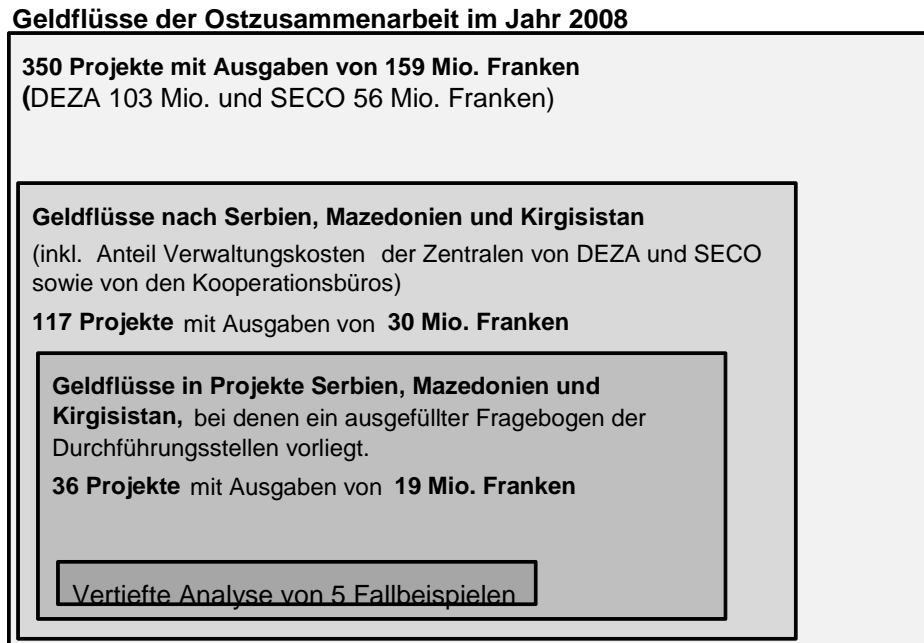 Geldflüsse der Ostzusammenarbeit im Jahr 2008
350 Projekte mit Ausgaben von 159 Mio. Franken
(DEZA 103 Mio. und SECO 56 Mio. Franken)
Geldflüsse nach Serbien, Mazedonien und Kirgisistan
(inkl. Anteil Verwaltungskosten der Zentralen von DEZA und SECO
sowie von den Kooperationsbüros)
117 Projekte mit Ausgaben von 30 Mio. Franken
Geldflüsse in Projekte Serbien, Mazedonien und
Kirgisistan, bei denen ein ausgefüllter Fragebogen der
Durchführungsstellen vorliegt.
36 Projekte mit Ausgaben von 19 Mio. Franken
Vertiefte Analyse von 5 Fallbeispielen